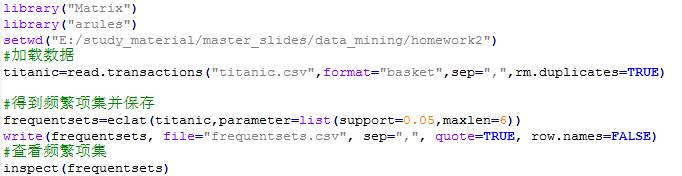 library("Matrix")
library("arules")
setwd("E:/study_material/master_slides/data_mining/homework2")
#加载数据
titanic=read.transactions("titanic.csv",format="basket",sep=",",rm.duplicates=TRUE)
#得到频繁项集并保存
frequentsets=eclat(titanic,parameter=list(support=0.05,maxlen=6))
write(frequentsets, file="frequentsets.csv", sep=",", quote=TRUE, row.names=FALSE)
#查看频繁项集
inspect(frequentsets)